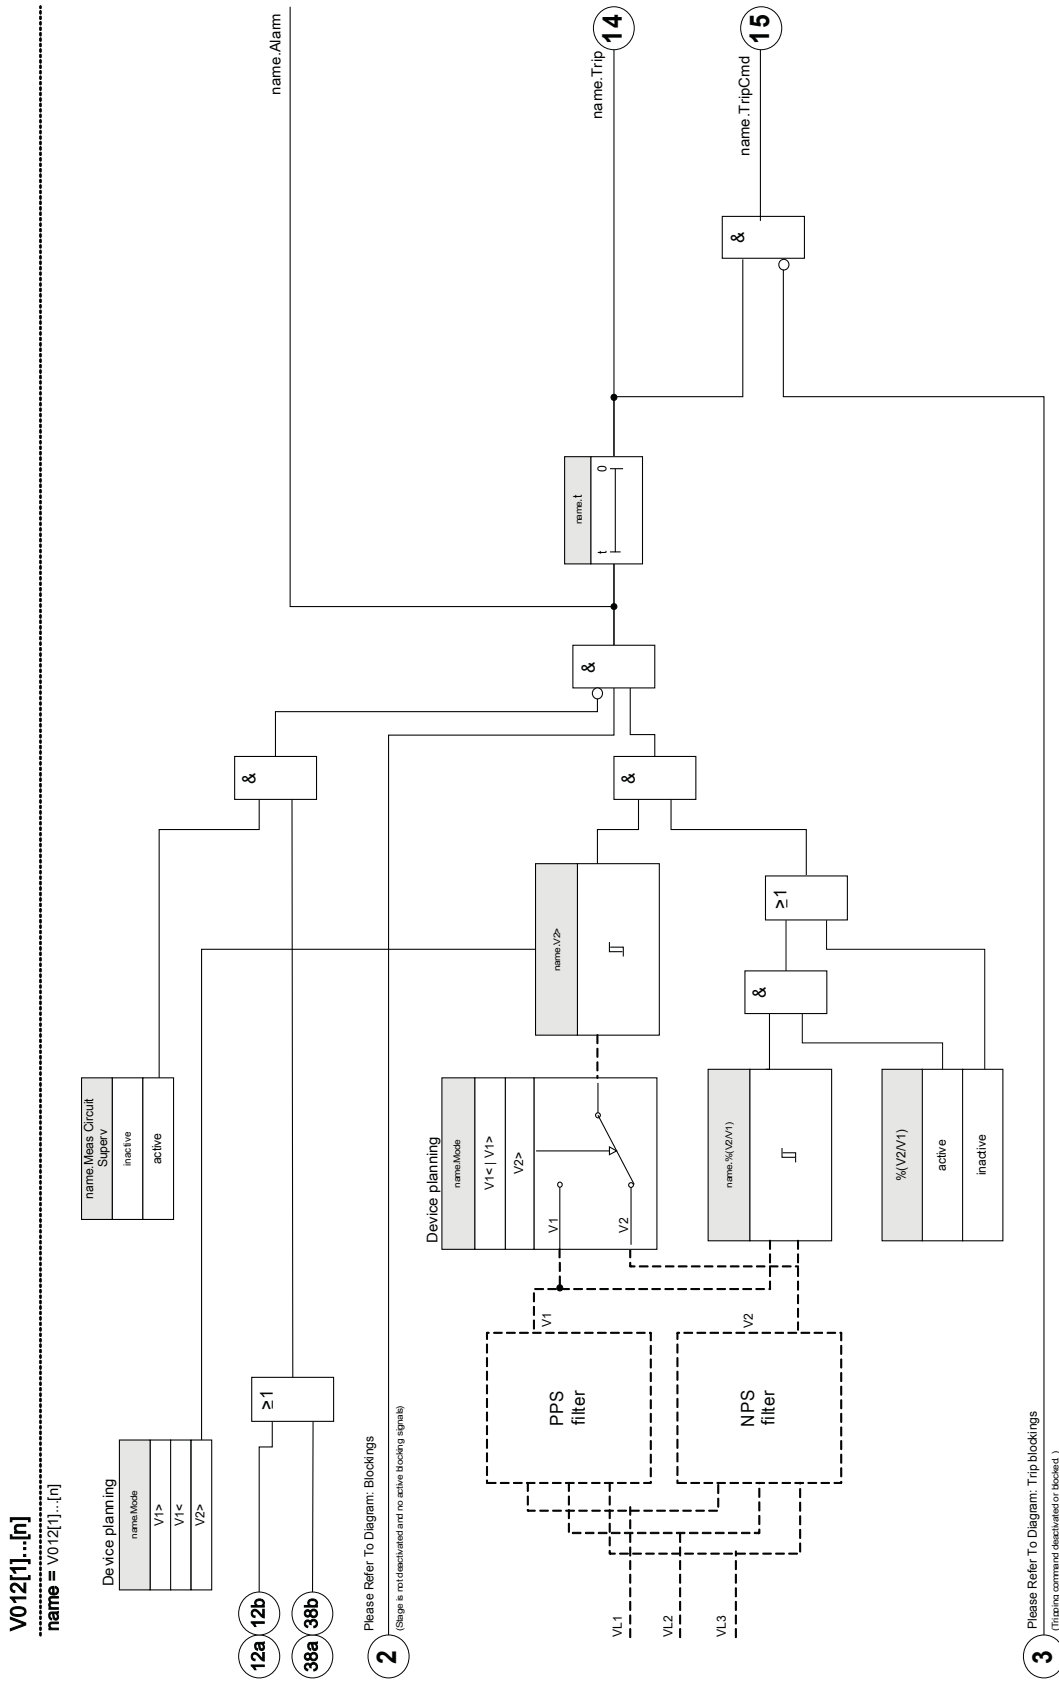 V012[1]...[n]
name = V012[1]...[n]
Device planning
name.Mode
V1>
V1<
V2>
name.Meas Circuit
Superv
inactive
active
name.Alarm
12a
12b
38a
38b
≥1
&
2
Please Refer To Diagram: Blockings
(Stage is not deactivated and no active blocking signals)
Device planning
name.Mode
V1< | V1>
V2>
V1
V2
name.V2>
&
&
name.t
t
0
name.Trip
14
VL1
VL2
VL3
PPS
filter
V1
NPS
filter
V2
name.%(V2/V1)
&
≥1
%(V2/V1)
active
inactive
&
name.TripCmd
15
3
Please Refer To Diagram: Trip blockings
(Tripping command deactivated or blocked. )